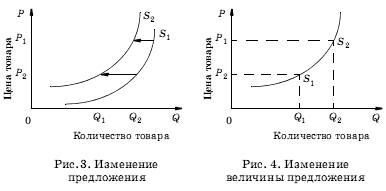 P
S₂
P₁
S₁
P₂
Цена товара
0
Q₁
Q₂
Q
Количество товара
Рис.3. Изменение
предложения
P
P₁
S₂
P₂
S₁
Цена товара
0
Q₁
Q₂
Q
Количество товара
Рис. 4. Изменение
величины предложения